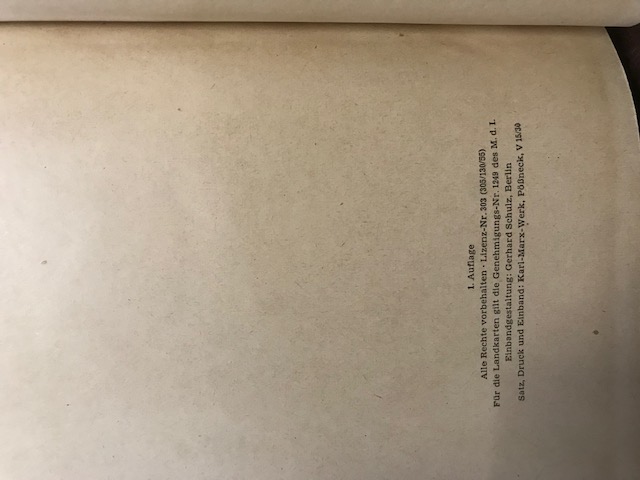 1. Auflage
Alle Rechte vorbehalten · Lizenz-Nr. 303 (305/130/55)
Für die Landkarten gilt die Genehmigungs-Nr. 1249 des M. d. I.
Einbandgestaltung: Gerhard Schulz, Berlin
Satz, Druck und Einband: Karl-Marx-Werk, Pößneck, V 15/30